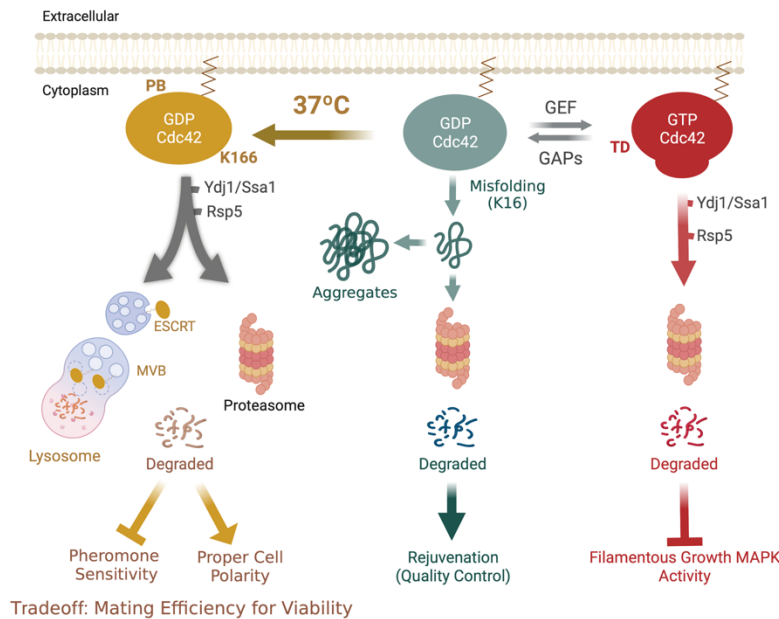 Extracellular
Cytoplasm
PB
GDP
Cdc42
K166
37ºC
GDP
Cdc42
GEF
GAPs
GTP
Cdc42
TD
Ydj1/Ssa1
Rsp5
Misfolding
(K16)
Aggregates
Ydj1/Ssa1
Rsp5
ESCRT
MVB
Lysosome
Proteasome
Degraded
Degraded
Degraded
Pheromone
Sensitivity
Proper Cell
Polarity
Rejuvenation
(Quality Control)
Filamentous Growth MAPK
Activity
Tradeoff: Mating Efficiency for Viability